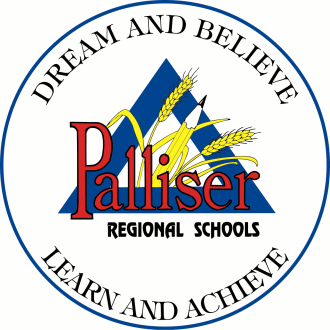 DREAM AND BELIEVE
Palliser
REGIONAL SCHOOLS
LEARN AND ACHIEVE